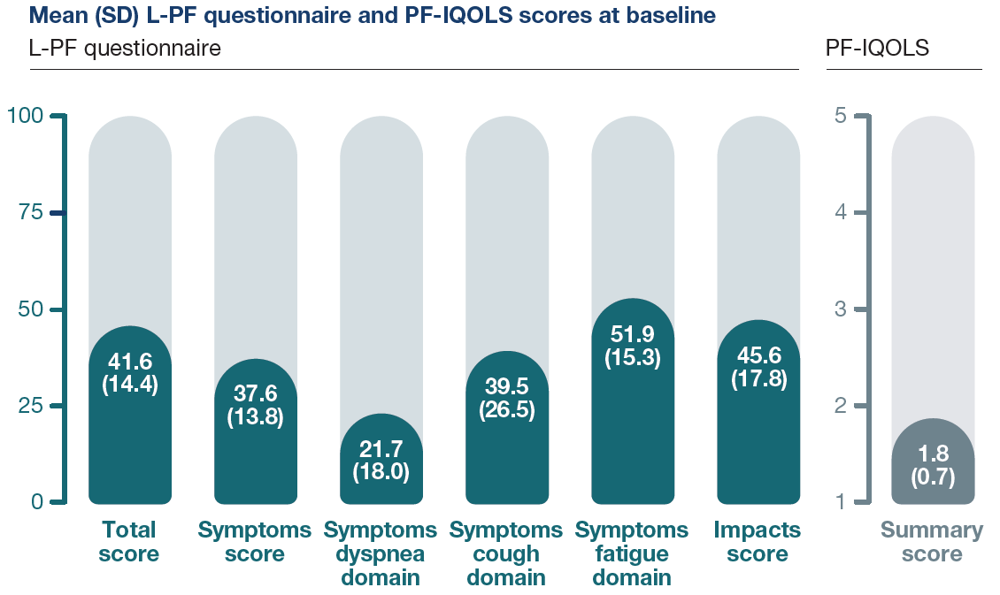 Mean (SD) L-PF questionnaire and PF-IQOLS scores at baseline
L-PF questionnaire
PF-IQOLS
100
75
50
25
0
41.6
(14.4)
37.6
(13.8)
21.7
(18.0)
39.5
(26.5)
51.9
(15.3)
45.6
(17.8)
Total
score
Symptoms
score
Symptoms
dyspnea
domain
Symptoms
cough
domain
Symptoms
fatigue
domain
Impacts
score
5
4
3
2
1
1.8
(0.7)
Summary
score